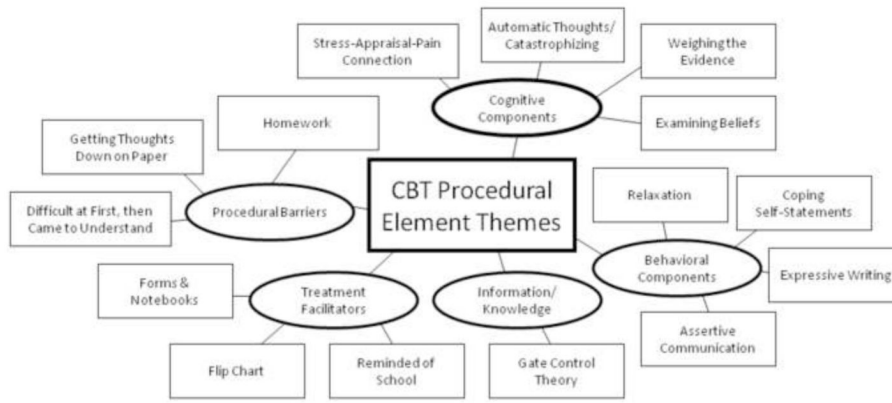 Stress-Appraisal-Pain
Connection
Automatic Thoughts/
Catastrophizing
Weighing the
Evidence
Cognitive
Components
Examining Beliefs
Homework
Getting Thoughts
Down on Paper
Difficult at First, then
Came to Understand
Procedural Barriers
CBT Procedural
Element Themes
Relaxation
Coping
Self-Statements
Behavioral
Components
Expressive Writing
Assertive
Communication
Forms &
Notebooks
Treatment
Facilitators
Information/
Knowledge
Flip Chart
Reminded of
School
Gate Control
Theory